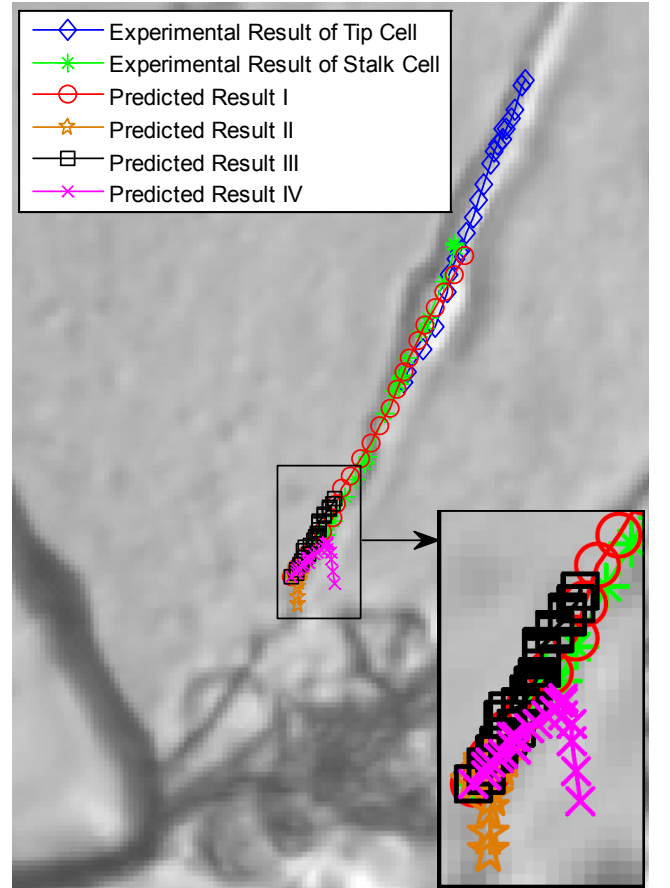 Experimental Result of Tip Cell
Experimental Result of Stalk Cell
Predicted Result I
Predicted Result II
Predicted Result III
Predicted Result IV